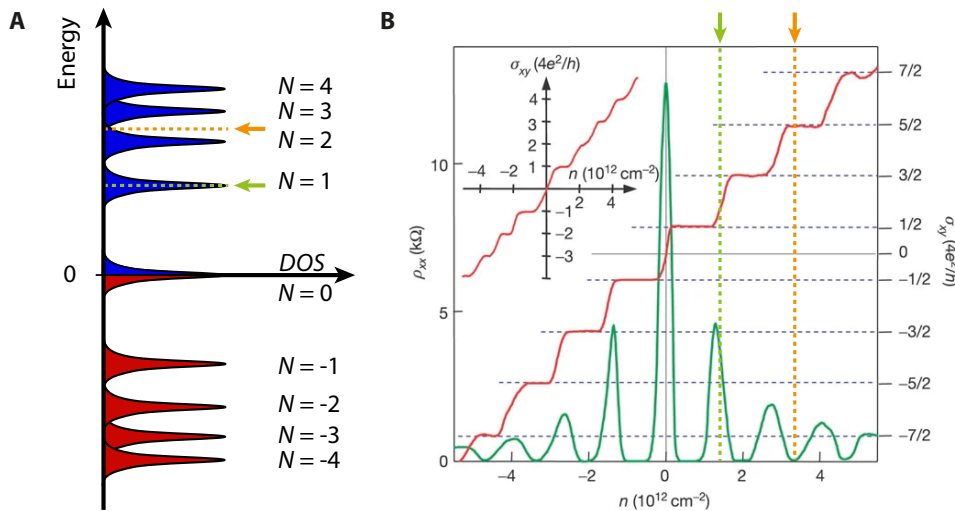 A
Energy
N = 4
N = 3
N = 2
N = 1
0
DOS
N = 0
N = -1
N = -2
N = -3
N = -4
B
σxy (4e²/h)
4
3
2
1
−4
−2
n (10¹² cm⁻²)
2
4
−1
−2
−3
10
5
0
ρxx (kΩ)
7/2
5/2
3/2
1/2
0
−1/2
−3/2
−5/2
−7/2
σxy (4e²/h)
−4
−2
0
2
4
n (10¹² cm⁻²)